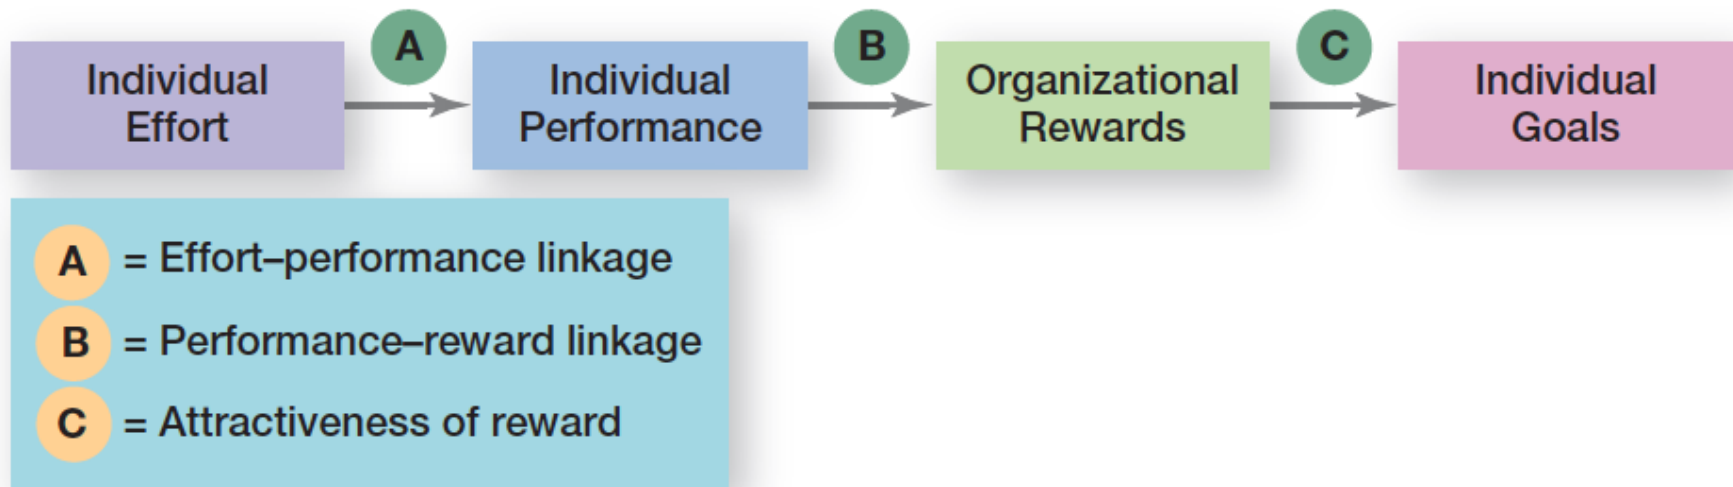 A
B
C
Individual
Effort
Individual
Performance
Organizational
Rewards
Individual
Goals
A = Effort–performance linkage
B = Performance–reward linkage
C = Attractiveness of reward